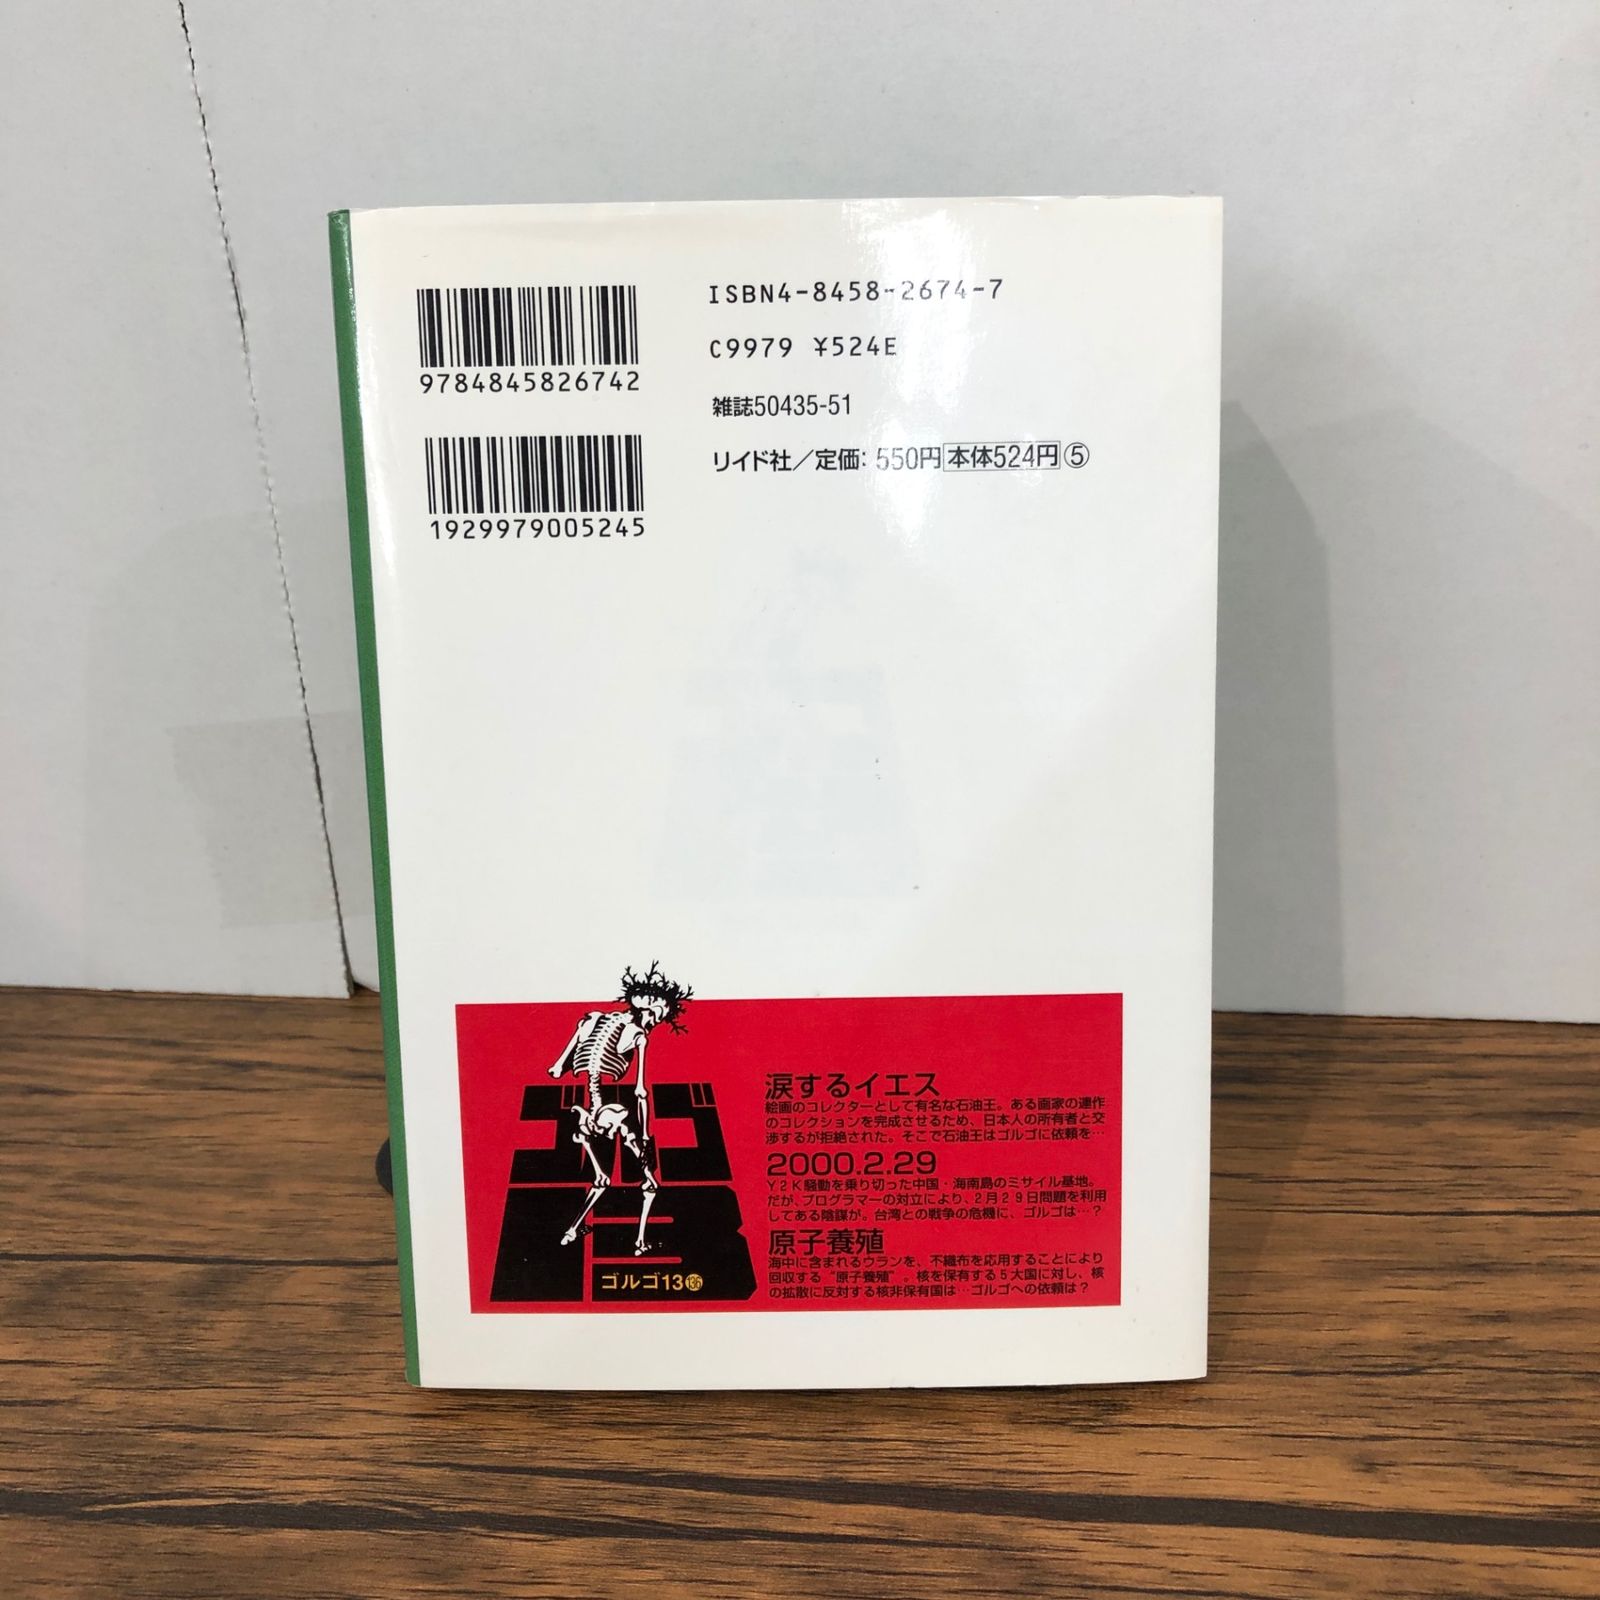 9784845826742
1929979005245
ISBN4-8458-2674-7
C9979 ¥524E
雑誌50435-51
リイド社／定価：550円 本体524円 ⑤
ゴルゴ
13
ゴルゴ13 136
涙するイエス
絵画のコレクターとして有名な石油王。ある画家の連作
のコレクションを完成させるため、日本人の所有者と交
渉するが拒絶された。そこで石油王はゴルゴに依頼を…
2000.2.29
Y2K騒動を乗り切った中国・海南島のミサイル基地。
だが、プログラマーの対立により、2月29日問題を利用
してある陰謀が。台湾との戦争の危機に、ゴルゴは…？
原子養殖
海中に含まれるウランを、不織布を応用することにより
回収する“原子養殖”。核を保有する5大国に対し、核
の拡散に反対する核非保有国は…ゴルゴへの依頼は？